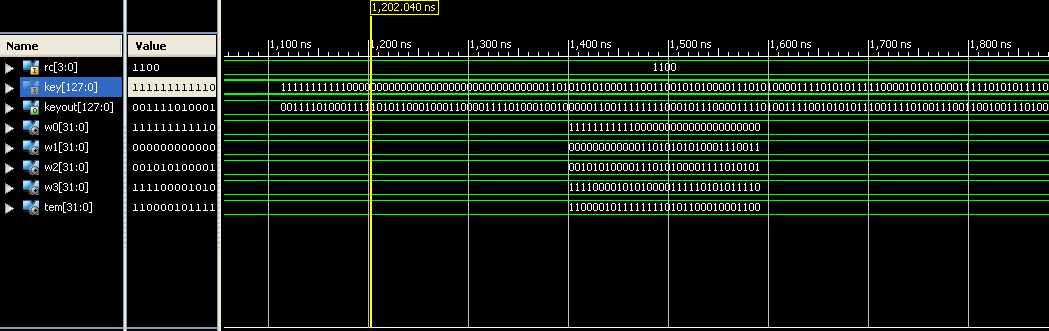 1,202.040 ns
Name Value
1,100 ns 1,200 ns 1,300 ns 1,400 ns 1,500 ns 1,600 ns 1,700 ns 1,800 ns
rc[3:0] 1100 1100
key[127:0] 111111111110
keyout[127:0] 001111010001
w0[31:0] 111111111110 11111111111000000000000000000000
w1[31:0] 000000000000 00000000000011010101010001110011
w2[31:0] 001010100001 00101010000111010100001111010101
w3[31:0] 111100001010 11110000101010000111110101011110
tem[31:0] 110000101111 11000010111111110101100010001100